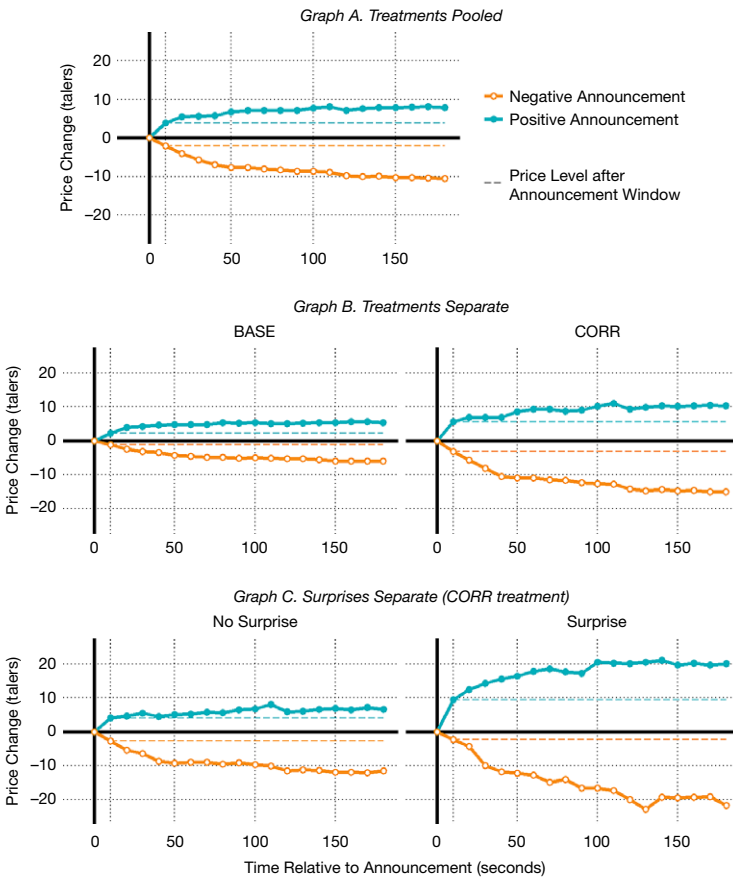 Graph A. Treatments Pooled
Price Change (talers)
20
10
0
−10
−20
0 50 100 150
Negative Announcement
Positive Announcement
Price Level after
Announcement Window
Graph B. Treatments Separate
BASE CORR
Price Change (talers)
20
10
0
−10
−20
0 50 100 150 0 50 100 150
Graph C. Surprises Separate (CORR treatment)
No Surprise Surprise
Price Change (talers)
20
10
0
−10
−20
0 50 100 150 0 50 100 150
Time Relative to Announcement (seconds)